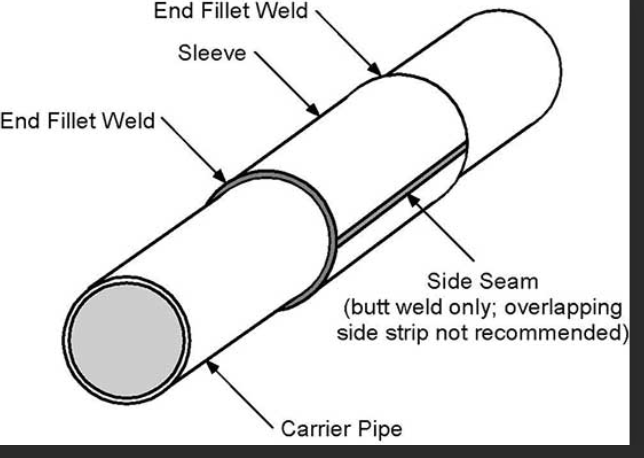 End Fillet Weld
Sleeve
End Fillet Weld
Side Seam
(butt weld only; overlapping
side strip not recommended)
Carrier Pipe